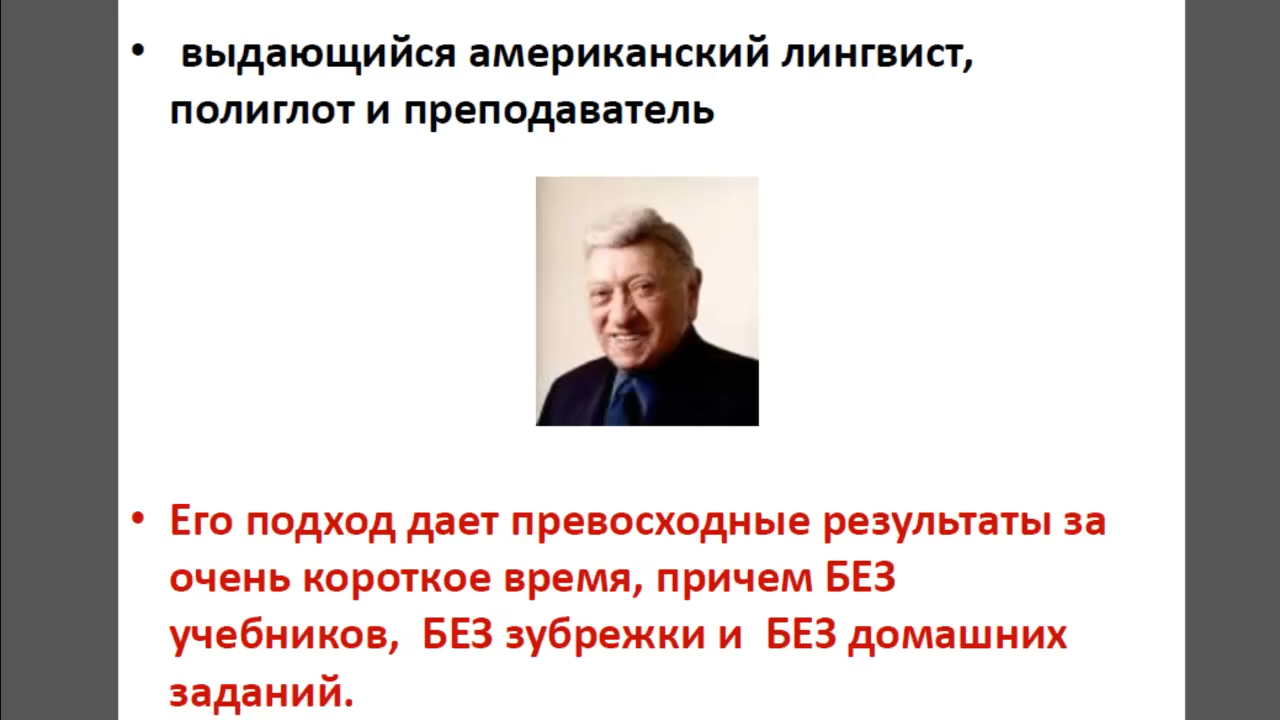 • выдающийся американский лингвист,
полиглот и преподаватель
• Его подход дает превосходные результаты за
очень короткое время, причем БЕЗ
учебников, БЕЗ зубрежки и БЕЗ домашних
заданий.